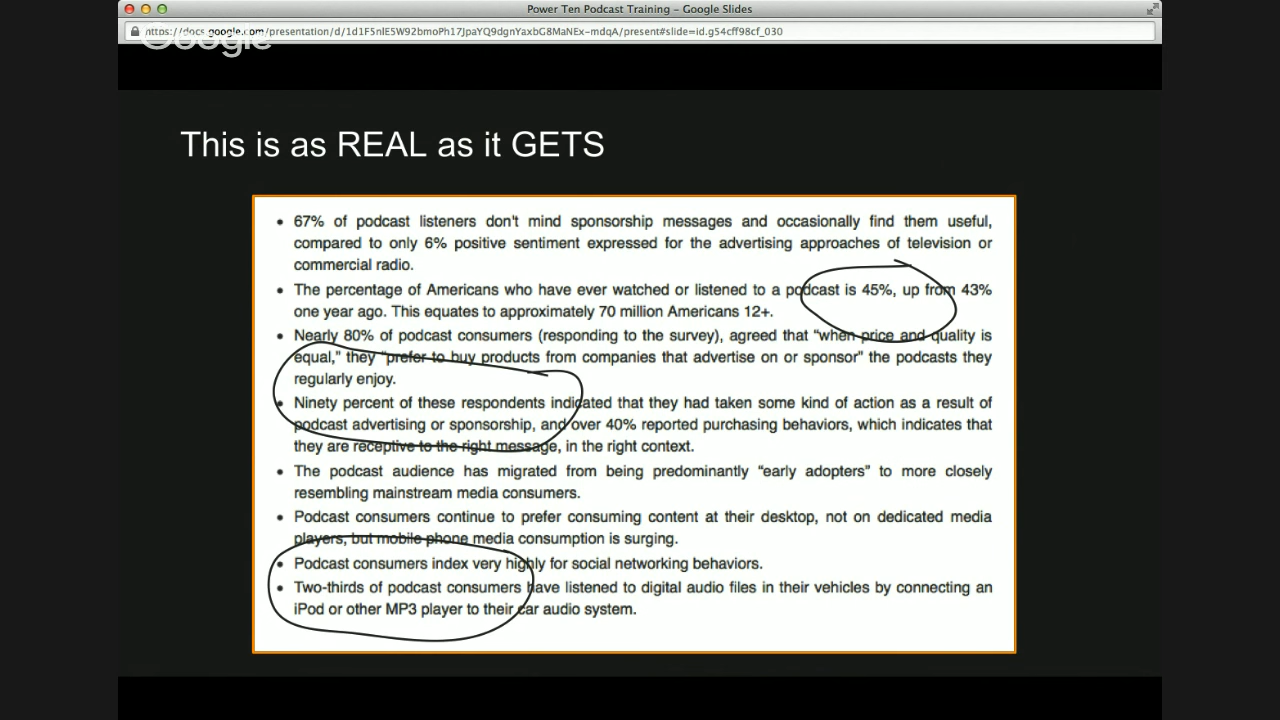 Power Ten Podcast Training – Google Slides
https://docs.google.com/presentation/d/1d1F5nIE5W92bmoPh17JpaYQ9dgnYaxbG8MaNEx-mdqA/present#slide=id.g54cff98cf_030
Google
This is as REAL as it GETS
• 67% of podcast listeners don't mind sponsorship messages and occasionally find them useful,
compared to only 6% positive sentiment expressed for the advertising approaches of television or
commercial radio.
• The percentage of Americans who have ever watched or listened to a podcast is 45%, up from 43%
one year ago. This equates to approximately 70 million Americans 12+.
• Nearly 80% of podcast consumers (responding to the survey), agreed that “when price and quality is
equal,” they “prefer to buy products from companies that advertise on or sponsor” the podcasts they
regularly enjoy.
• Ninety percent of these respondents indicated that they had taken some kind of action as a result of
podcast advertising or sponsorship, and over 40% reported purchasing behaviors, which indicates that
they are receptive to the right message, in the right context.
• The podcast audience has migrated from being predominantly “early adopters” to more closely
resembling mainstream media consumers.
• Podcast consumers continue to prefer consuming content at their desktop, not on dedicated media
players, but mobile phone media consumption is surging.
• Podcast consumers index very highly for social networking behaviors.
• Two-thirds of podcast consumers have listened to digital audio files in their vehicles by connecting an
iPod or other MP3 player to their car audio system.